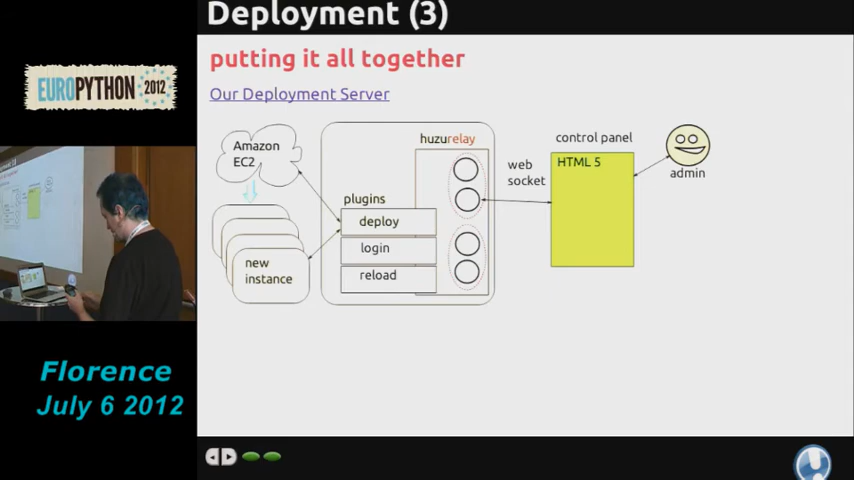 Deployment (3)
putting it all together
Our Deployment Server
EUROPYTHON 2012
Amazon
EC2
new
instance
plugins
deploy
login
reload
huzurelay
web
socket
control panel
HTML 5
admin
Florence
July 6 2012